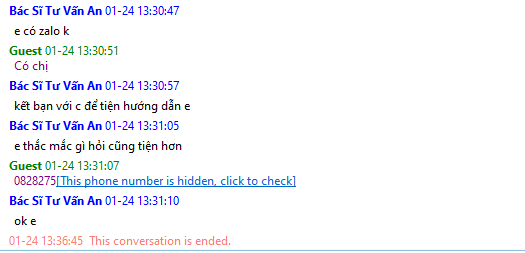 Bác Sĩ Tư Vấn An 01-24 13:30:47
e có zalo k
Guest 01-24 13:30:51
Có chị
Bác Sĩ Tư Vấn An 01-24 13:30:57
kết bạn với c để tiện hướng dẫn e
Bác Sĩ Tư Vấn An 01-24 13:31:05
e thắc mắc gì hỏi cũng tiện hơn
Guest 01-24 13:31:07
0828275[This phone number is hidden, click to check]
Bác Sĩ Tư Vấn An 01-24 13:31:10
ok e
01-24 13:36:45 This conversation is ended.